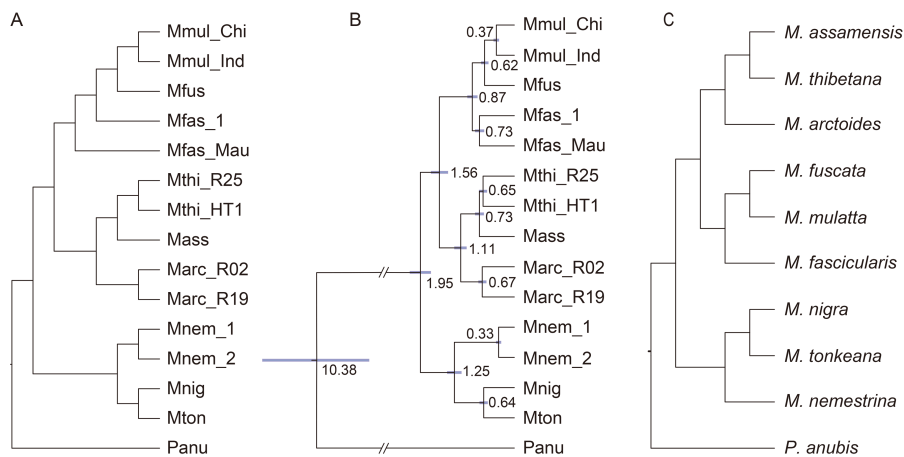 A
Mmul_Chi
Mmul_Ind
Mfus
Mfas_1
Mfas_Mau
Mthi_R25
Mthi_HT1
Mass
Marc_R02
Marc_R19
Mnem_1
Mnem_2
Mnig
Mton
Panu
B
0.37
0.62
0.87
0.73
1.56
0.65
0.73
1.11
0.67
1.95
0.33
1.25
0.64
10.38
Mmul_Chi
Mmul_Ind
Mfus
Mfas_1
Mfas_Mau
Mthi_R25
Mthi_HT1
Mass
Marc_R02
Marc_R19
Mnem_1
Mnem_2
Mnig
Mton
Panu
C
M. assamensis
M. thibetana
M. arctoides
M. fuscata
M. mulatta
M. fascicularis
M. nigra
M. tonkeana
M. nemestrina
P. anubis